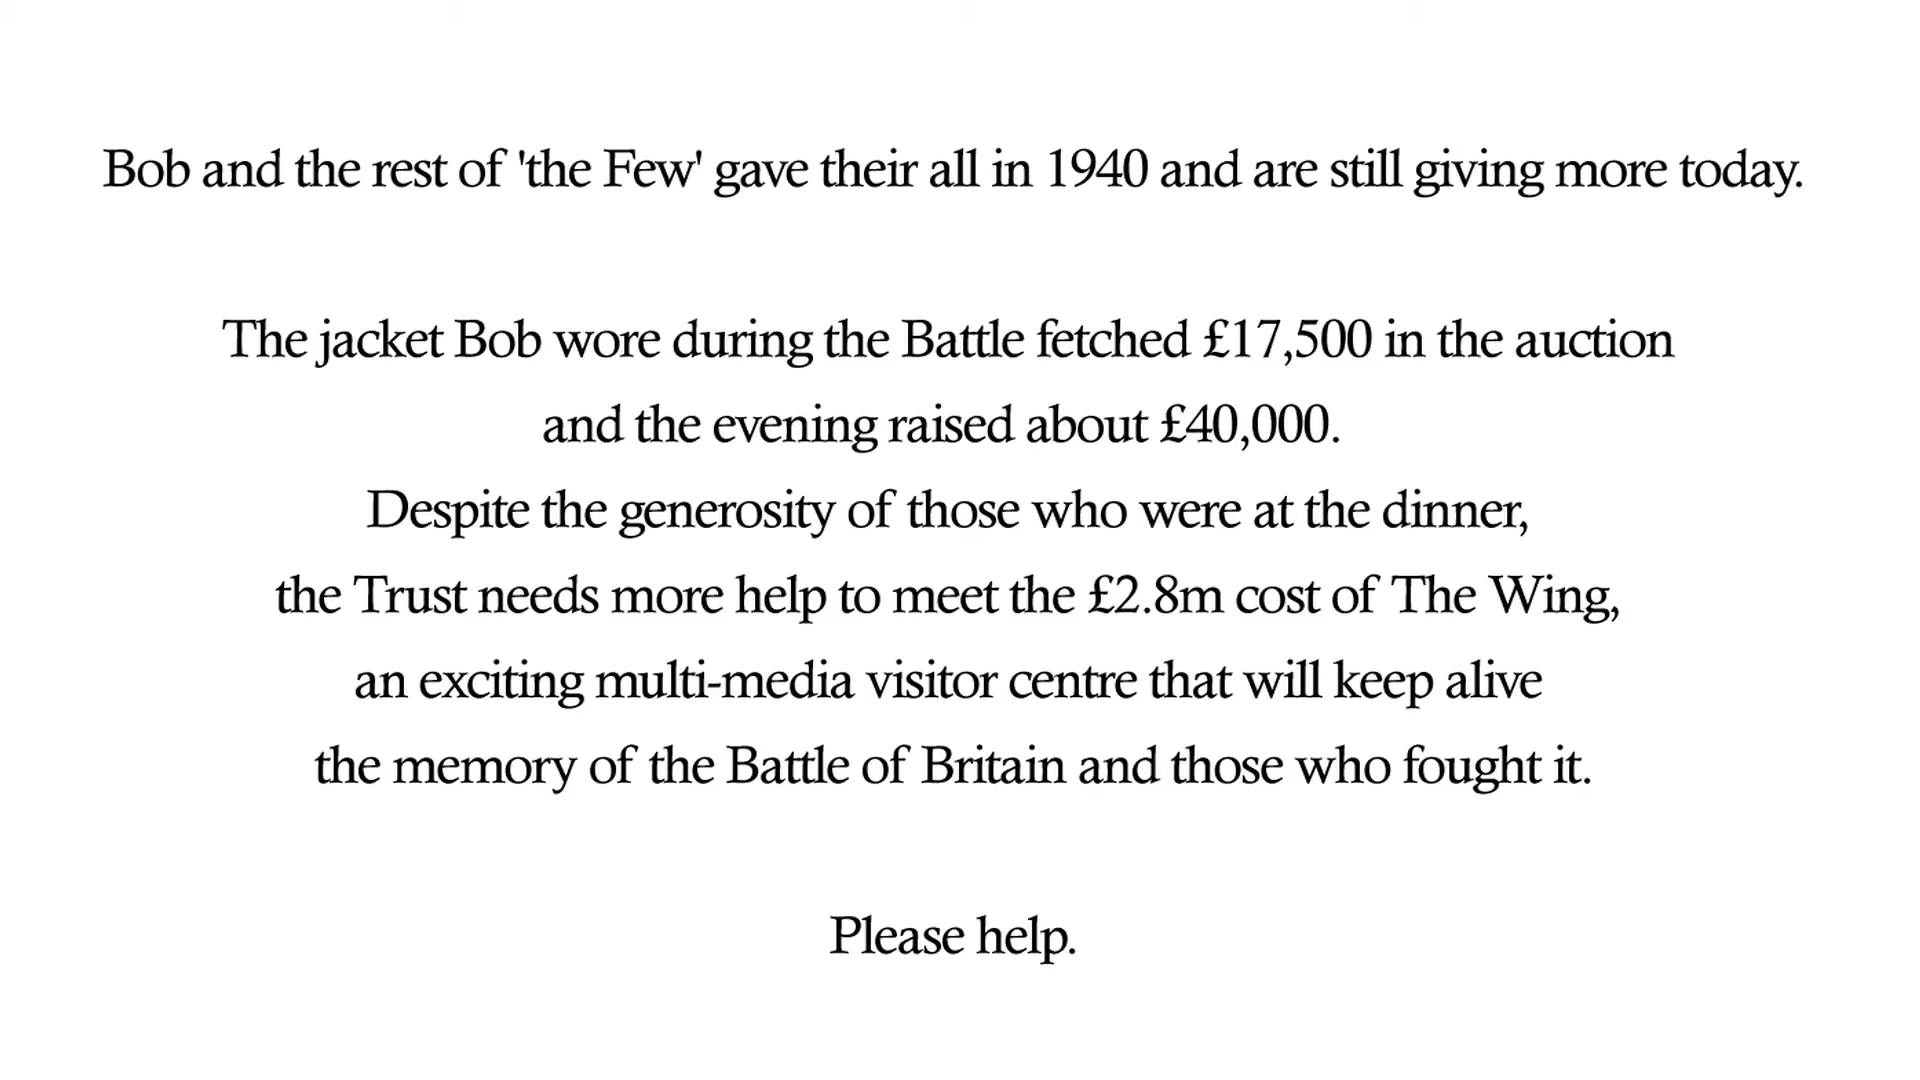 Bob and the rest of 'the Few' gave their all in 1940 and are still giving more today.
The jacket Bob wore during the Battle fetched £17,500 in the auction
and the evening raised about £40,000.
Despite the generosity of those who were at the dinner,
the Trust needs more help to meet the £2.8m cost of The Wing,
an exciting multi-media visitor centre that will keep alive
the memory of the Battle of Britain and those who fought it.
Please help.